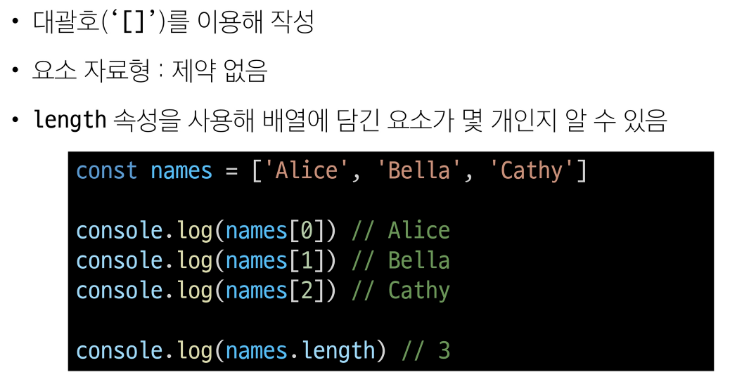 • 대괄호(‘[]’)를 이용해 작성
• 요소 자료형 : 제약 없음
• length 속성을 사용해 배열에 담긴 요소가 몇 개인지 알 수 있음
const names = ['Alice', 'Bella', 'Cathy']
console.log(names[0]) // Alice
console.log(names[1]) // Bella
console.log(names[2]) // Cathy
console.log(names.length) // 3